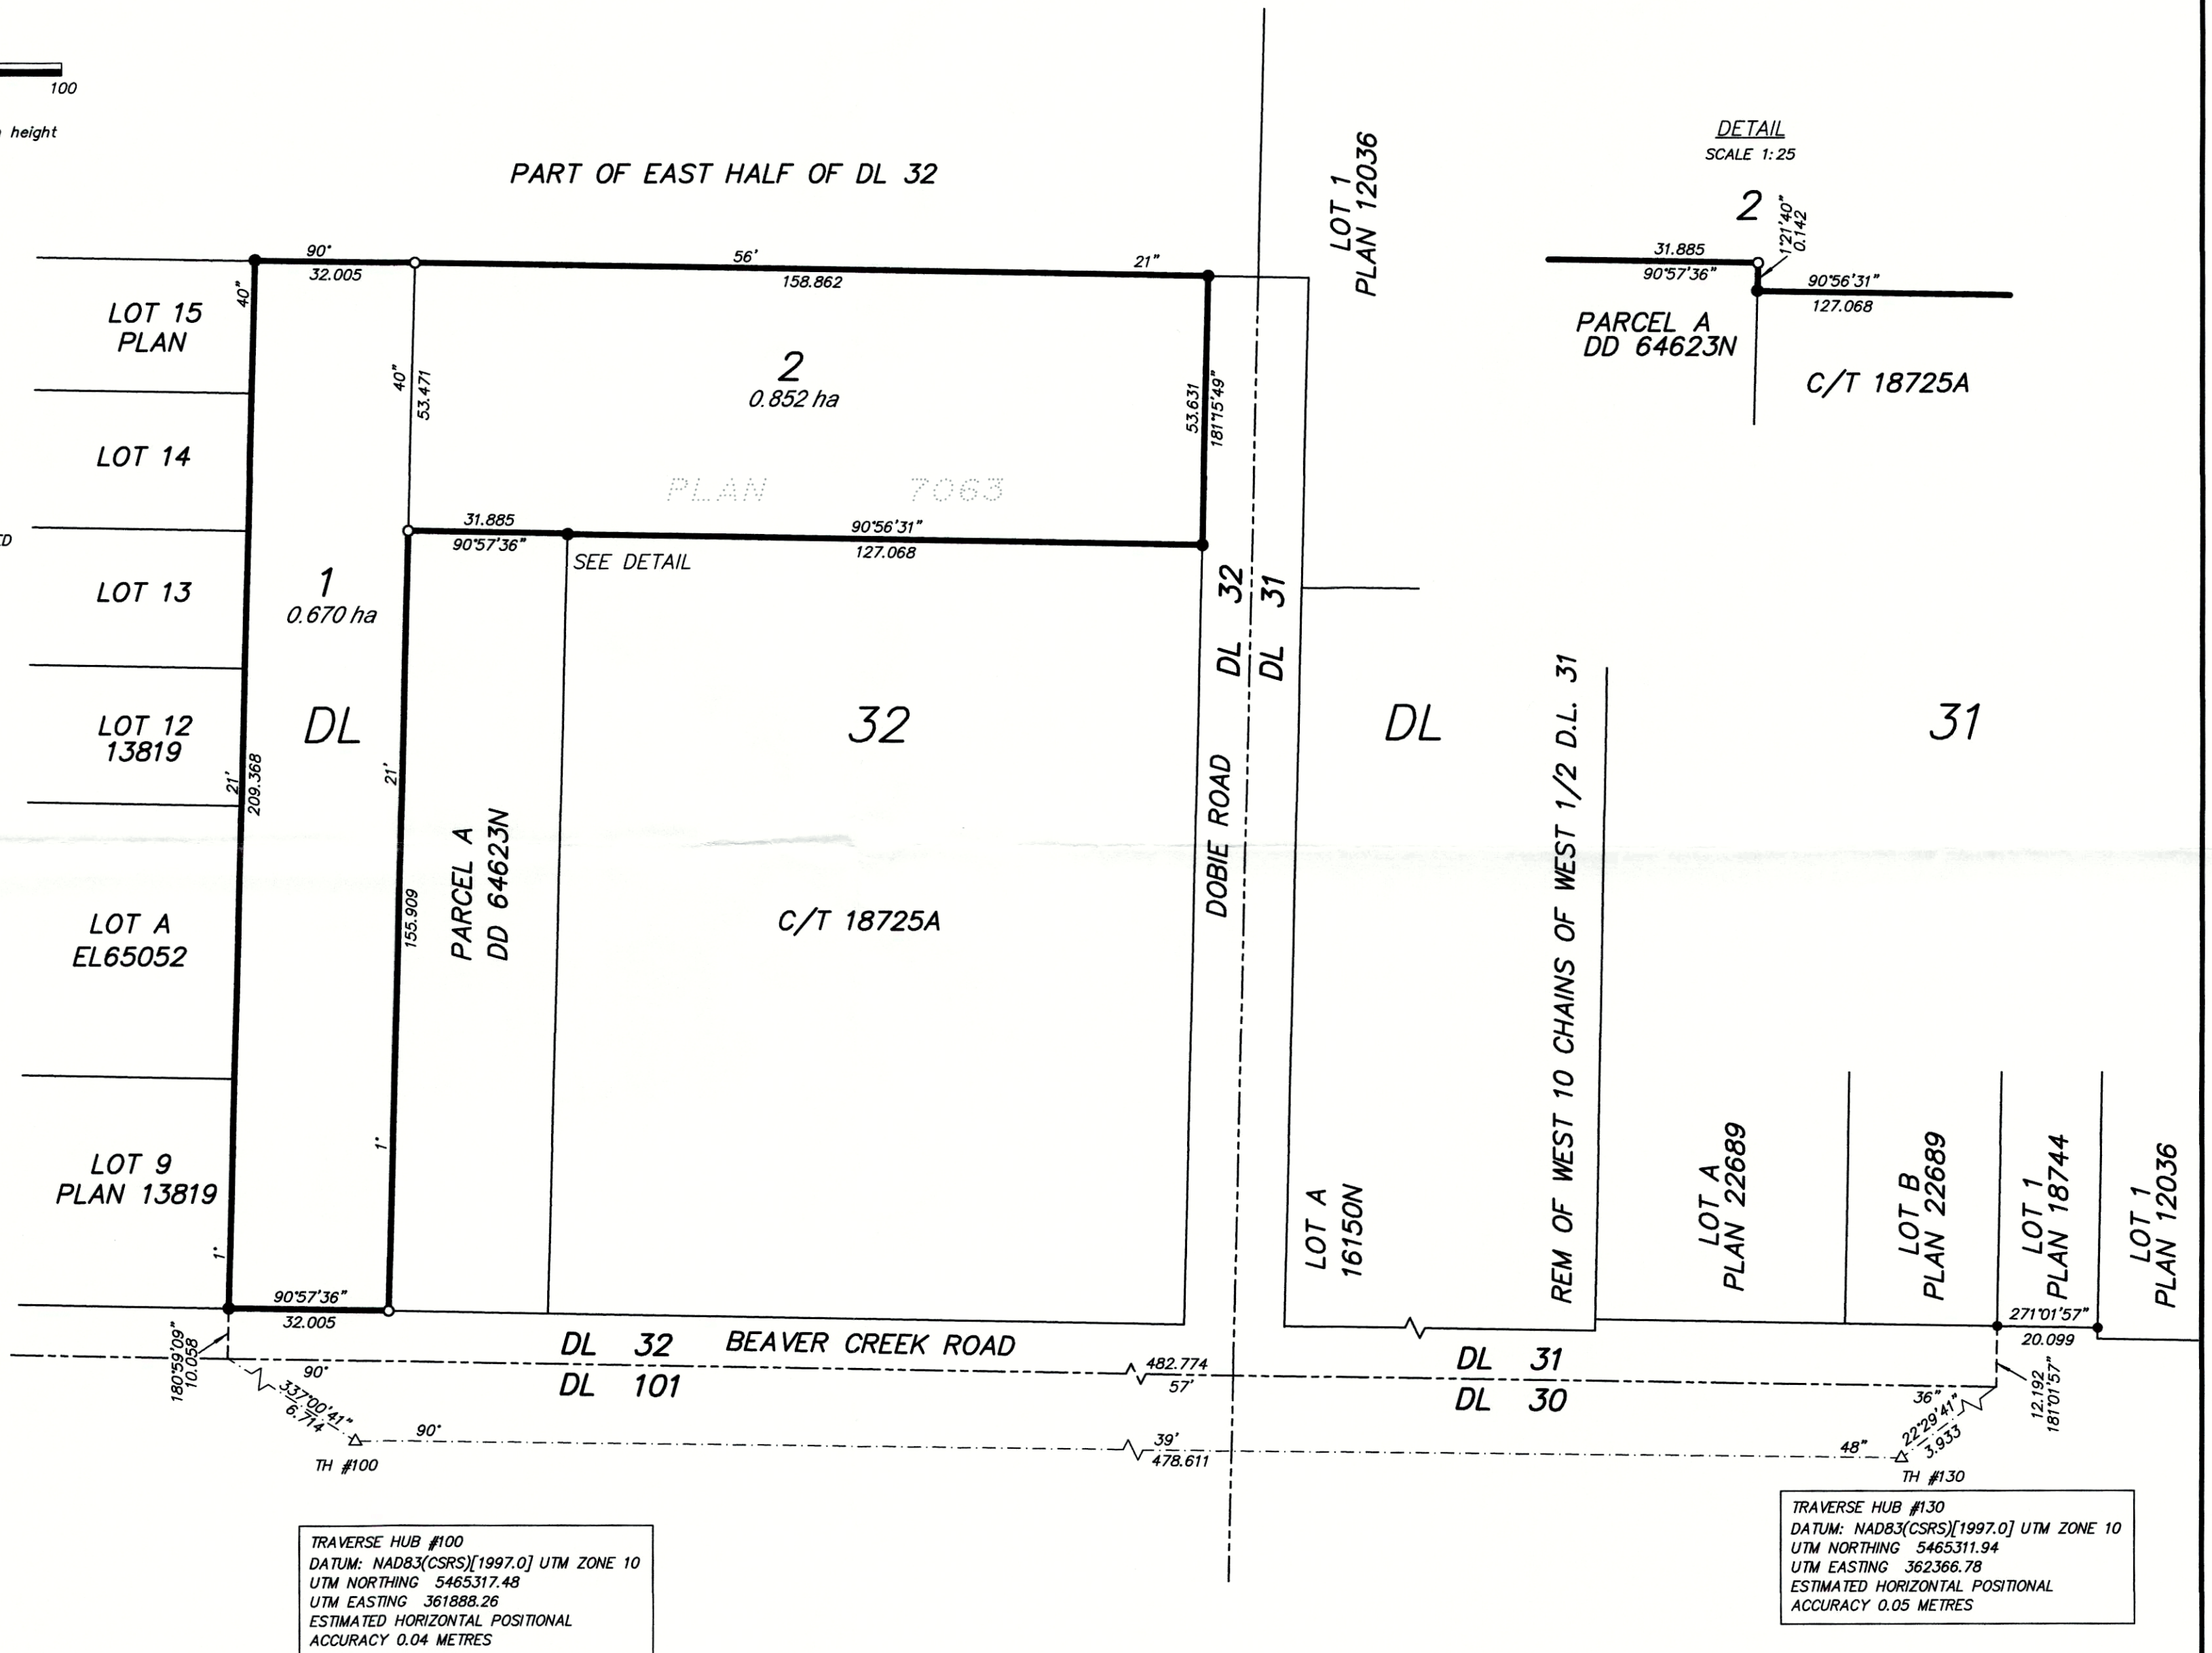 100
height
PART OF EAST HALF OF DL 32
LOT 1
PLAN 12036
DETAIL
SCALE 1:25
2
1°21'40"
0.142
31.885
90°57'36"
90°56'31"
127.068
PARCEL A
DD 64623N
C/T 18725A
90°
32.005
56'
158.862
21"
40"
LOT 15
PLAN
LOT 14
LOT 13
LOT 12
13819
LOT A
EL65052
LOT 9
PLAN 13819
40"
53.471
2
0.852 ha
53.631
181°15'49"
PLAN 7063
31.885
90°57'36"
90°56'31"
127.068
SEE DETAIL
1
0.670 ha
DL 32
DL 31
DL
32
DL
31
21'
209.368
21'
155.909
1°
1°
PARCEL A
DD 64623N
C/T 18725A
DOBIE ROAD
REM OF WEST 10 CHAINS OF WEST 1/2 D.L. 31
LOT A
16150N
LOT A
PLAN 22689
LOT B
PLAN 22689
LOT 1
PLAN 18744
LOT 1
PLAN 12036
90°57'36"
32.005
271°01'57"
20.099
180°59'09"
10.058
DL 32 BEAVER CREEK ROAD
DL 101
482.774
57'
DL 31
DL 30
90°
36"
12.192
181°01'57"
337°00'41"
6.714
22°29'41"
3.933
90°
39'
478.611
48"
TH #100
TH #130
TRAVERSE HUB #100
DATUM: NAD83(CSRS)[1997.0] UTM ZONE 10
UTM NORTHING 5465317.48
UTM EASTING 361888.26
ESTIMATED HORIZONTAL POSITIONAL
ACCURACY 0.04 METRES
TRAVERSE HUB #130
DATUM: NAD83(CSRS)[1997.0] UTM ZONE 10
UTM NORTHING 5465311.94
UTM EASTING 362366.78
ESTIMATED HORIZONTAL POSITIONAL
ACCURACY 0.05 METRES